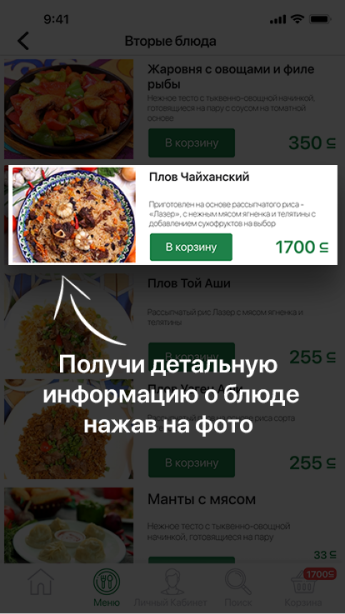 9:41
Вторые блюда
Жаровня с овощами и филе
рыбы
Нежное тесто с тыквенно-овощной начинкой,
готовящиеся на пару с соусом на томатной
основе
В корзину
350 ⊆
Плов Чайханский
Приготовлен на основе рассыпчатого риса -
«Лазер», с нежным мясом ягненка и телятины с
добавлением сухофруктов на выбор
В корзину
1700 ⊆
Плов Той Аши
Рассыпчатый рис Лазер с мясом ягненка и
телятины
255 ⊆
Получи детальную
информацию о блюде
нажав на фото
риса сорта
В корзину
255 ⊆
Манты с мясом
Нежное тесто с тыквенно-овощной
начинкой, готовящиеся на пару
33 ⊆
1700⊆
Меню
Личный Кабинет
Поиск
Корзина